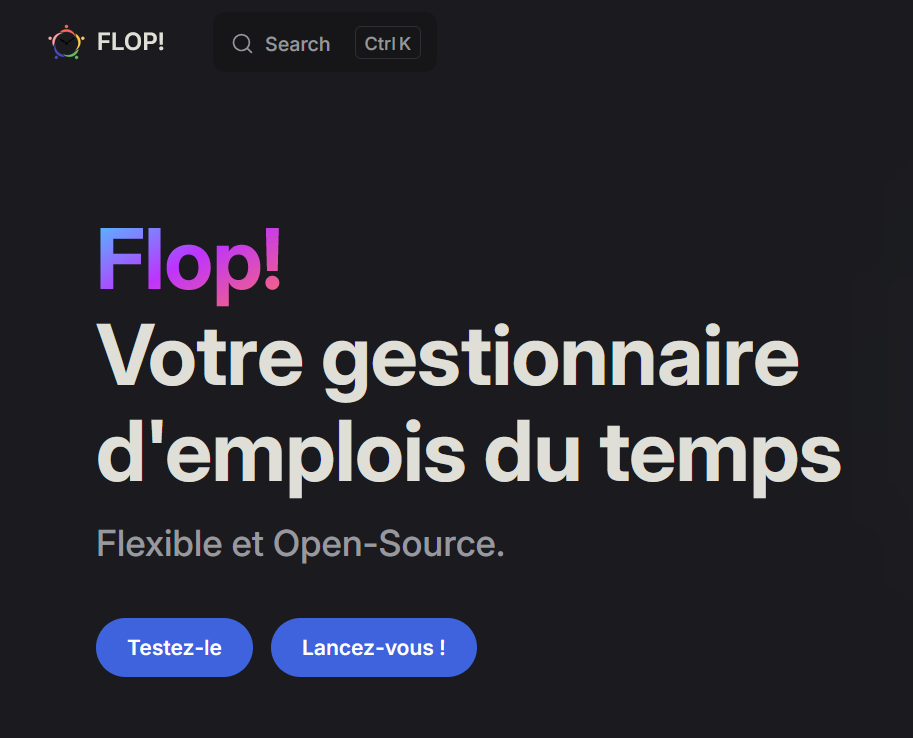 FLOP!
Search Ctrl K
Flop!
Votre gestionnaire
d'emplois du temps
Flexible et Open-Source.
Testez-le
Lancez-vous !